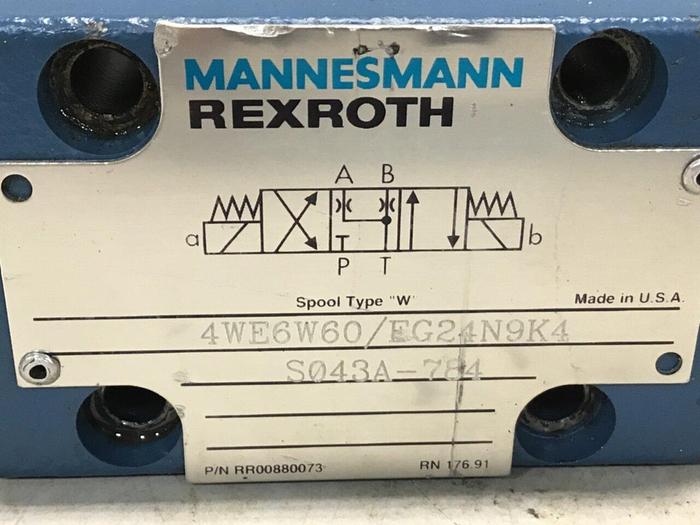 MANNESMANN
REXROTH
A B
a b
P T
Spool Type "W" Made in U.S.A.
4WE6W60/EG24N9K4
S043A-784
P/N RR00880073 RN 176.91